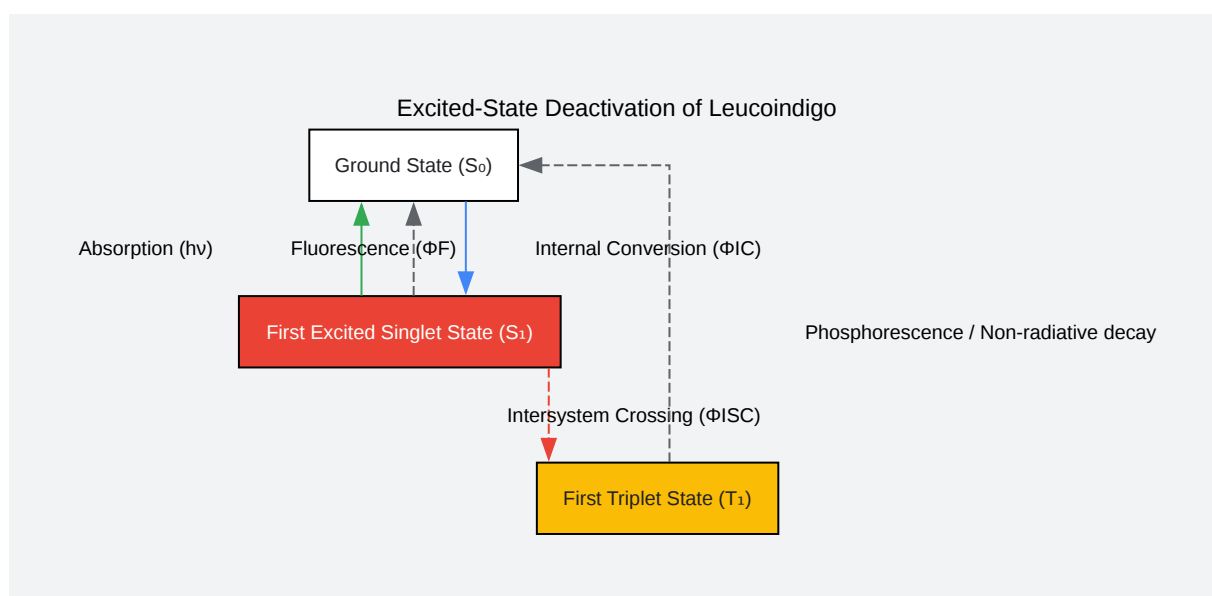 Excited-State Deactivation of Leucoindigo
Ground State (S₀)
Absorption (hν)
Fluorescence (ΦF)
Internal Conversion (ΦIC)
First Excited Singlet State (S₁)
Phosphorescence / Non-radiative decay
Intersystem Crossing (ΦISC)
First Triplet State (T₁)